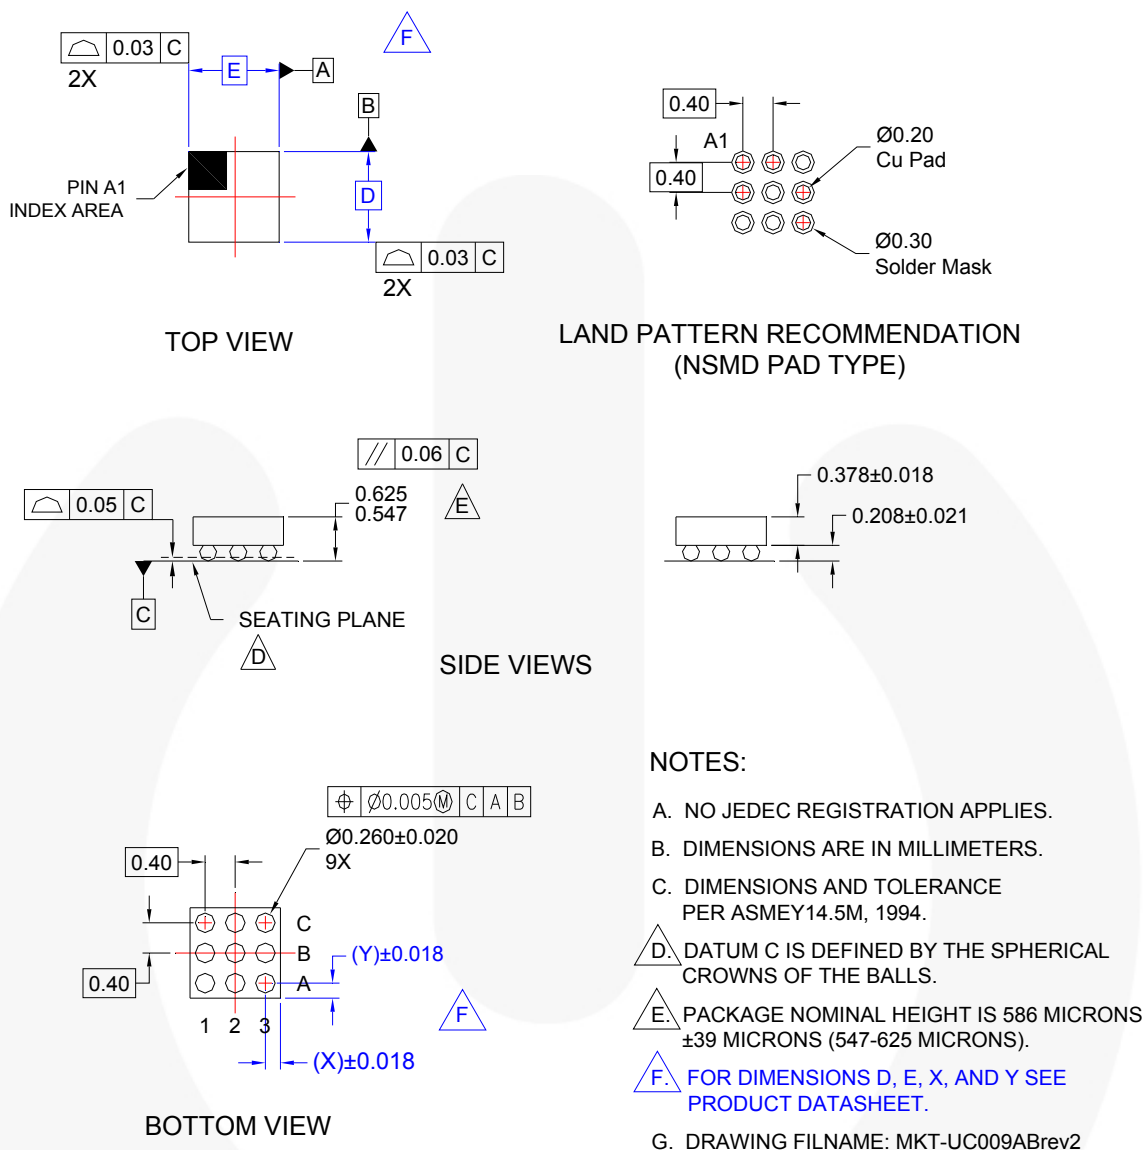 F
0.03 C
2X
E
A
B
PIN A1
INDEX AREA
D
0.03 C
2X
TOP VIEW
0.40
A1
0.40
Ø0.20
Cu Pad
Ø0.30
Solder Mask
LAND PATTERN RECOMMENDATION
(NSMD PAD TYPE)
// 0.06 C
0.05 C
0.625
0.547
E
C
SEATING PLANE
D
0.378±0.018
0.208±0.021
SIDE VIEWS
⌖ Ø0.005Ⓜ C A B
Ø0.260±0.020
9X
0.40
C
B
A
0.40
(Y)±0.018
F
1 2 3
(X)±0.018
BOTTOM VIEW
NOTES:
A. NO JEDEC REGISTRATION APPLIES.
B. DIMENSIONS ARE IN MILLIMETERS.
C. DIMENSIONS AND TOLERANCE
PER ASMEY14.5M, 1994.
D. DATUM C IS DEFINED BY THE SPHERICAL
CROWNS OF THE BALLS.
E. PACKAGE NOMINAL HEIGHT IS 586 MICRONS
±39 MICRONS (547-625 MICRONS).
F. FOR DIMENSIONS D, E, X, AND Y SEE
PRODUCT DATASHEET.
G. DRAWING FILNAME: MKT-UC009ABrev2